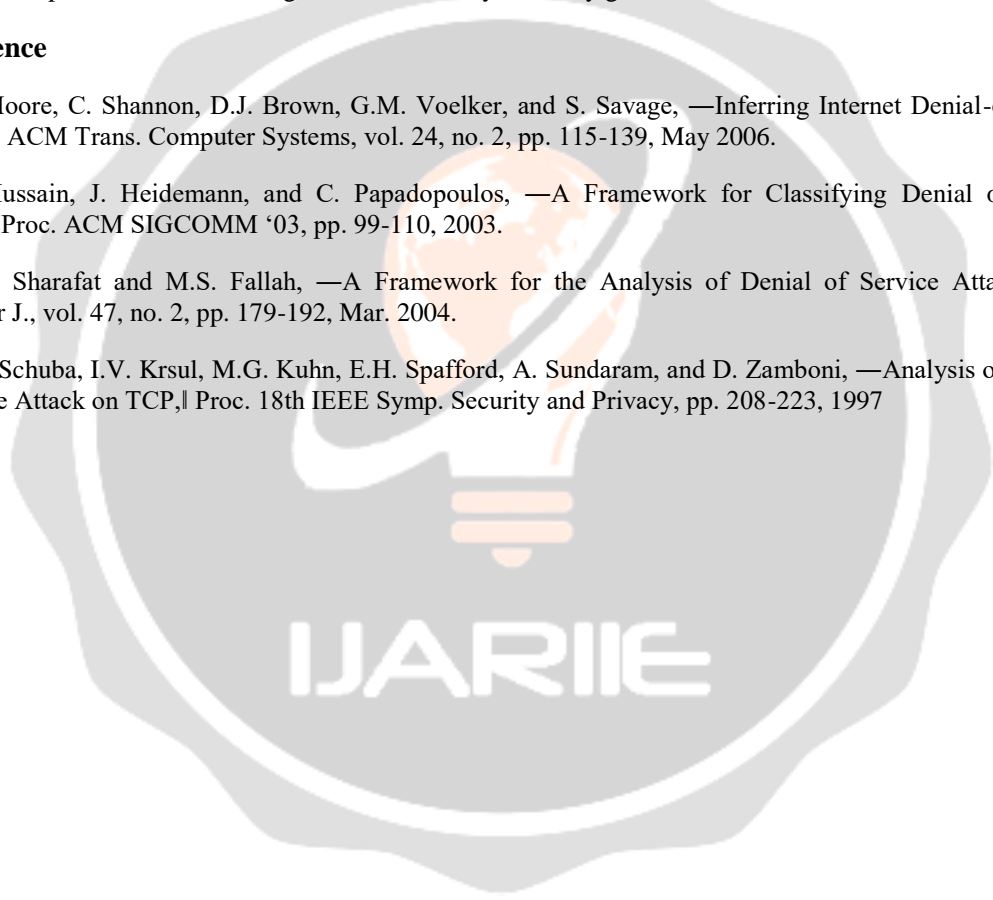 ence
Moore, C. Shannon, D.J. Brown, G.M. Voelker, and S. Savage, ―Inferring Internet Denial-
ACM Trans. Computer Systems, vol. 24, no. 2, pp. 115-139, May 2006.
Hussain, J. Heidemann, and C. Papadopoulos, ―A Framework for Classifying Denial o
Proc. ACM SIGCOMM ‘03, pp. 99-110, 2003.
Sharafat and M.S. Fallah, ―A Framework for the Analysis of Denial of Service Atta
r J., vol. 47, no. 2, pp. 179-192, Mar. 2004.
Schuba, I.V. Krsul, M.G. Kuhn, E.H. Spafford, A. Sundaram, and D. Zamboni, ―Analysis o
e Attack on TCP,‖ Proc. 18th IEEE Symp. Security and Privacy, pp. 208-223, 1997
IJARIIE